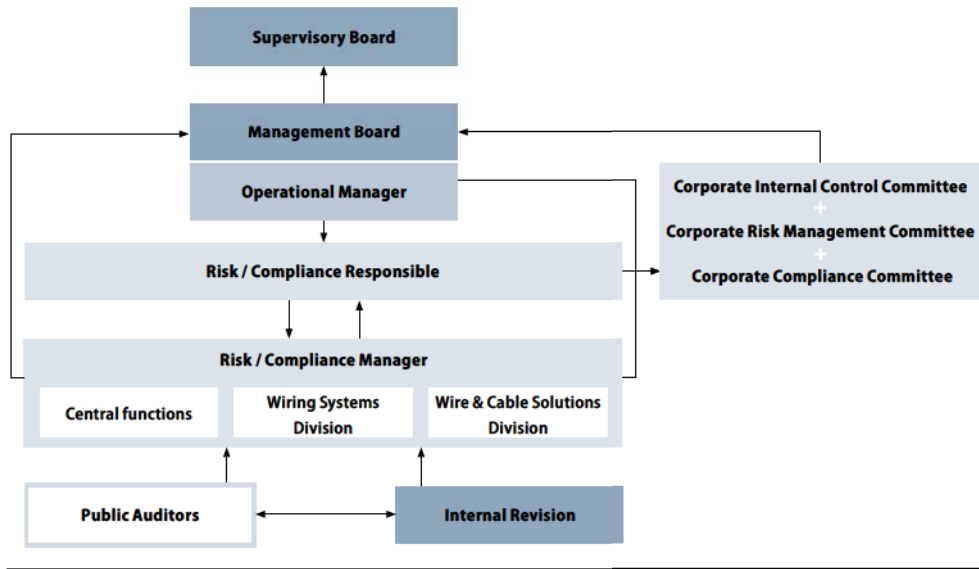 Supervisory Board
Management Board
Operational Manager
Corporate Internal Control Committee
+
Corporate Risk Management Committee
+
Corporate Compliance Committee
Risk / Compliance Responsible
Risk / Compliance Manager
Central functions
Wiring Systems
Division
Wire & Cable Solutions
Division
Public Auditors
Internal Revision